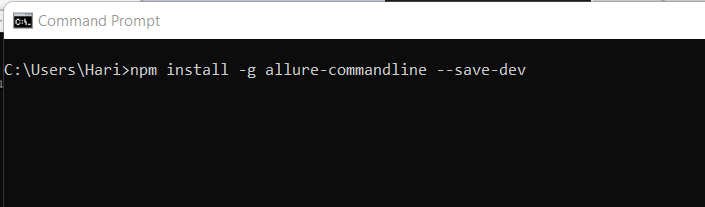 Command Prompt
C:\Users\Hari>npm install -g allure-commandline --save-dev